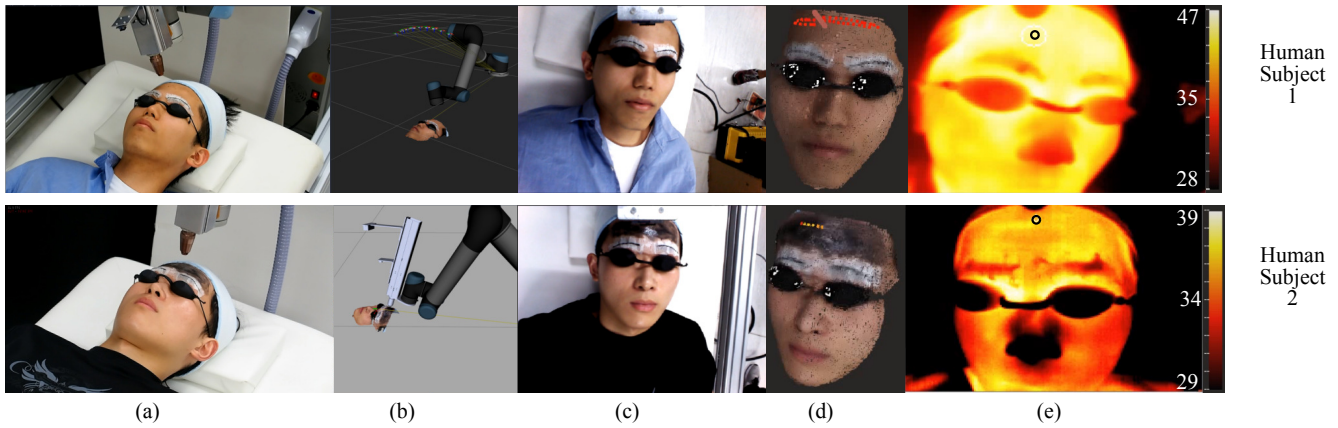 47
35
28
Human
Subject
1
39
34
29
Human
Subject
2
(a)
(b)
(c)
(d)
(e)